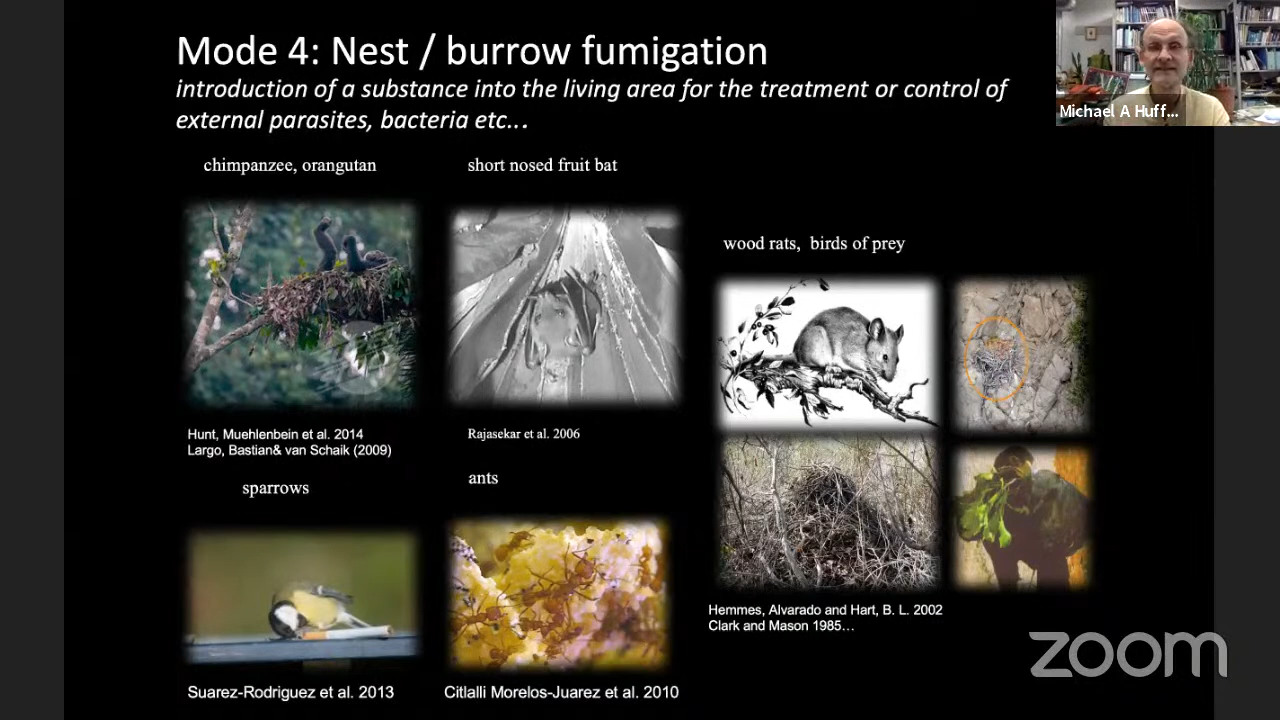 Mode 4: Nest / burrow fumigation
introduction of a substance into the living area for the treatment or control of
external parasites, bacteria etc...
Michael A Huff...
chimpanzee, orangutan
short nosed fruit bat
wood rats, birds of prey
Hunt, Muehlenbein et al. 2014
Largo, Bastian& van Schaik (2009)
Rajasekar et al. 2006
sparrows
ants
Hemmes, Alvarado and Hart, B. L. 2002
Clark and Mason 1985...
Suarez-Rodriguez et al. 2013
Citlalli Morelos-Juarez et al. 2010
zoom